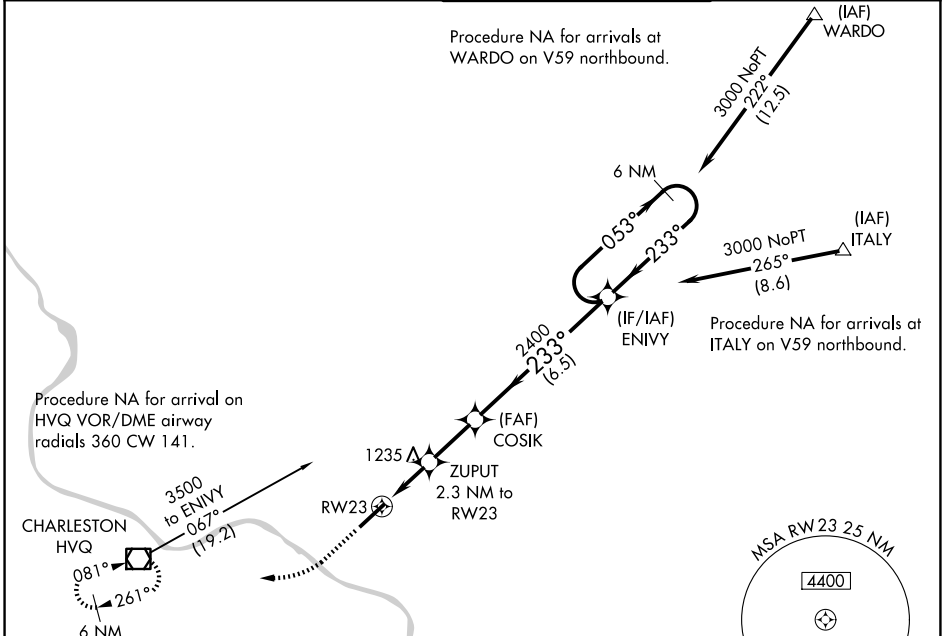 (IAF)
WARDO
Procedure NA for arrivals at
WARDO on V59 northbound.
3000 NoPT
222°
(12.5)
6 NM
053°
233°
(IAF)
ITALY
3000 NoPT
265°
(8.6)
(IF/IAF)
ENIVY
Procedure NA for arrivals at
ITALY on V59 northbound.
2400
233°
(6.5)
Procedure NA for arrival on
HVQ VOR/DME airway
radials 360 CW 141.
(FAF)
COSIK
1235
ZUPUT
2.3 NM to
RW23
RW23
3500
to ENIVY
067°
(19.2)
CHARLESTON
HVQ
081°
261°
6 NM
MSA RW23 25 NM
4400